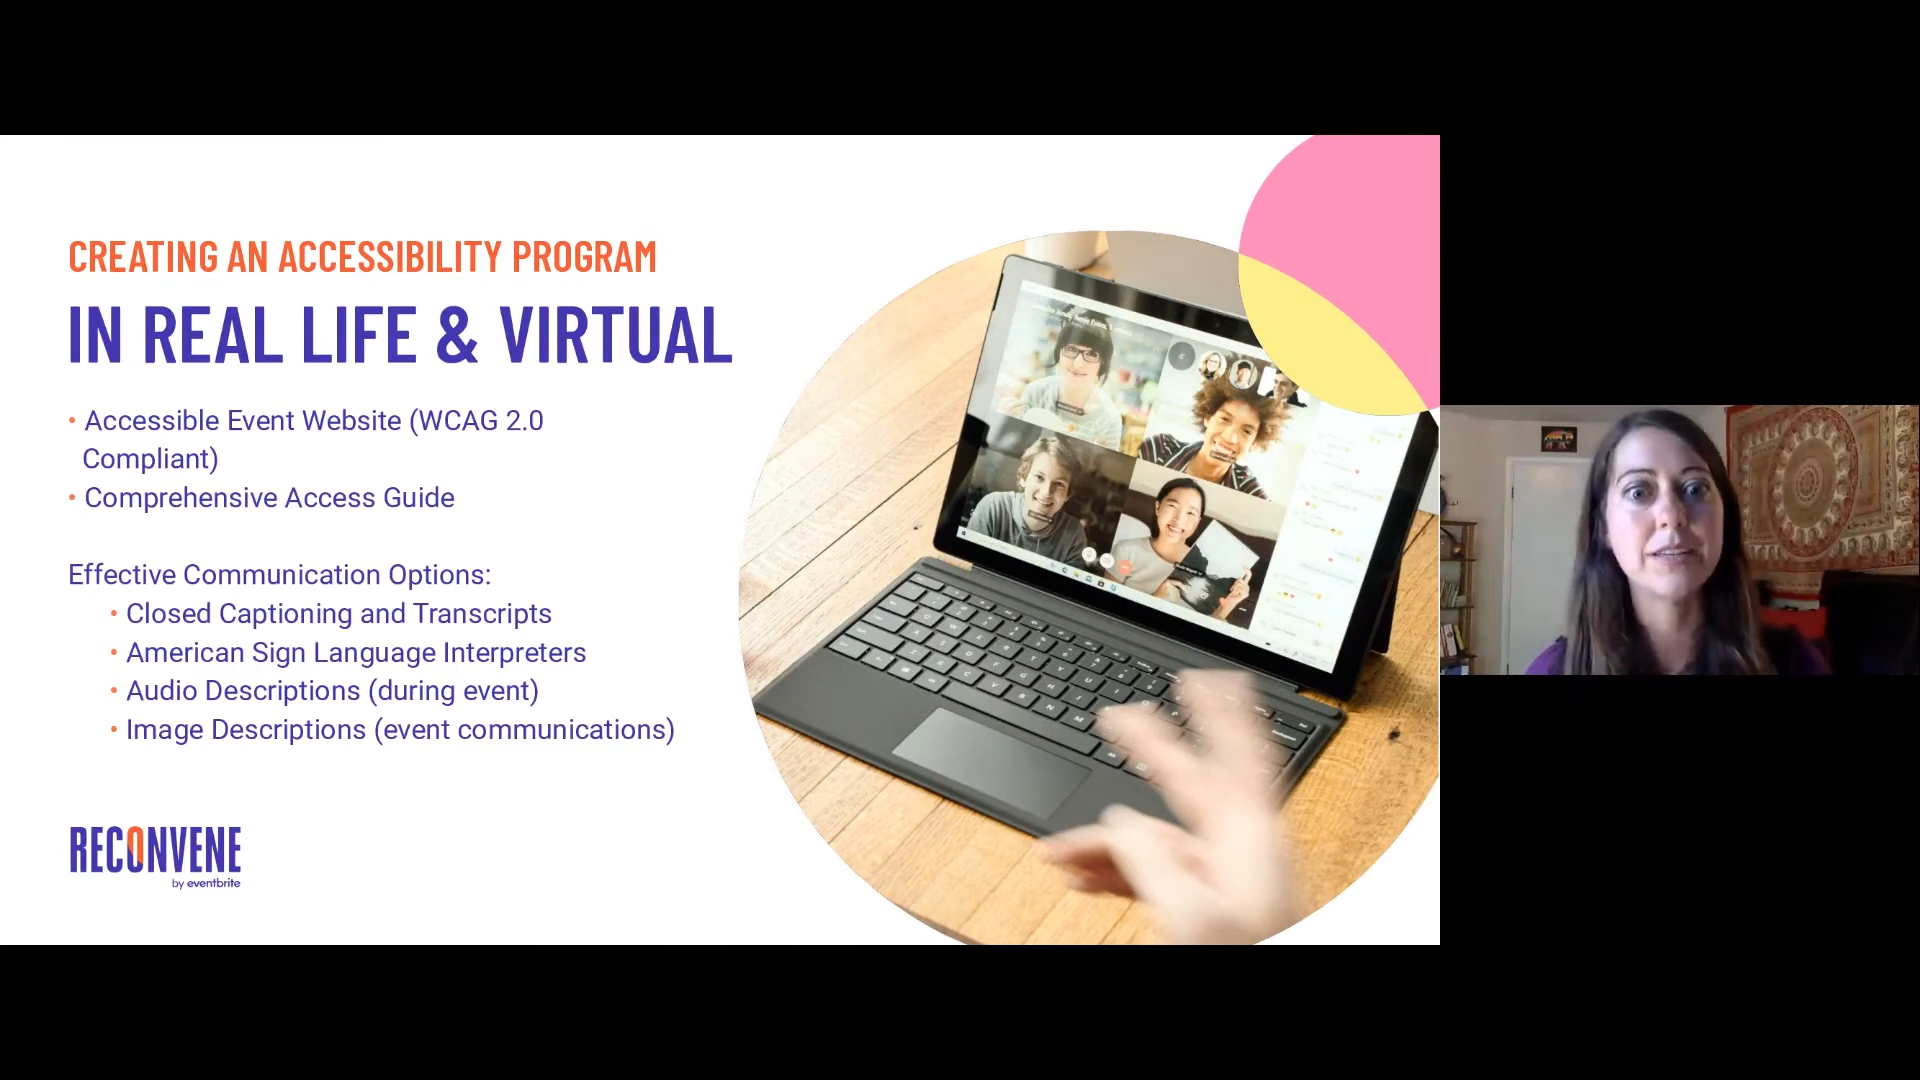 CREATING AN ACCESSIBILITY PROGRAM
IN REAL LIFE & VIRTUAL
• Accessible Event Website (WCAG 2.0
Compliant)
• Comprehensive Access Guide
Effective Communication Options:
• Closed Captioning and Transcripts
• American Sign Language Interpreters
• Audio Descriptions (during event)
• Image Descriptions (event communications)
RECONVENE
by eventbrite